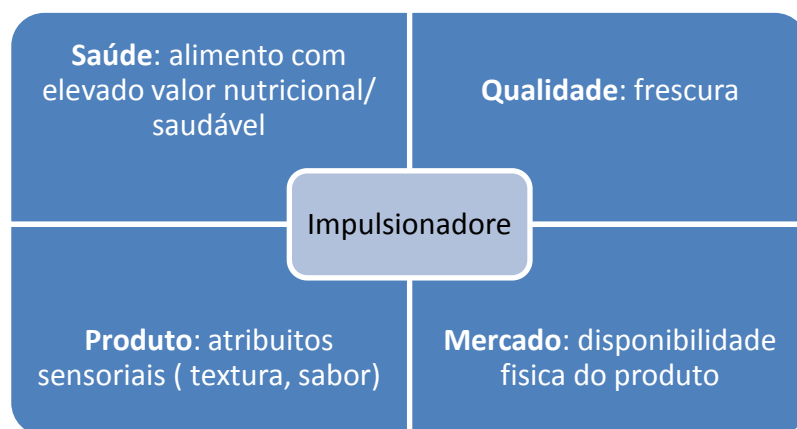 Saúde: alimento com
elevado valor nutricional/
saudável
Qualidade: frescura
Impulsionadore
Produto: atribuitos
sensoriais ( textura, sabor)
Mercado: disponibilidade
fisica do produto